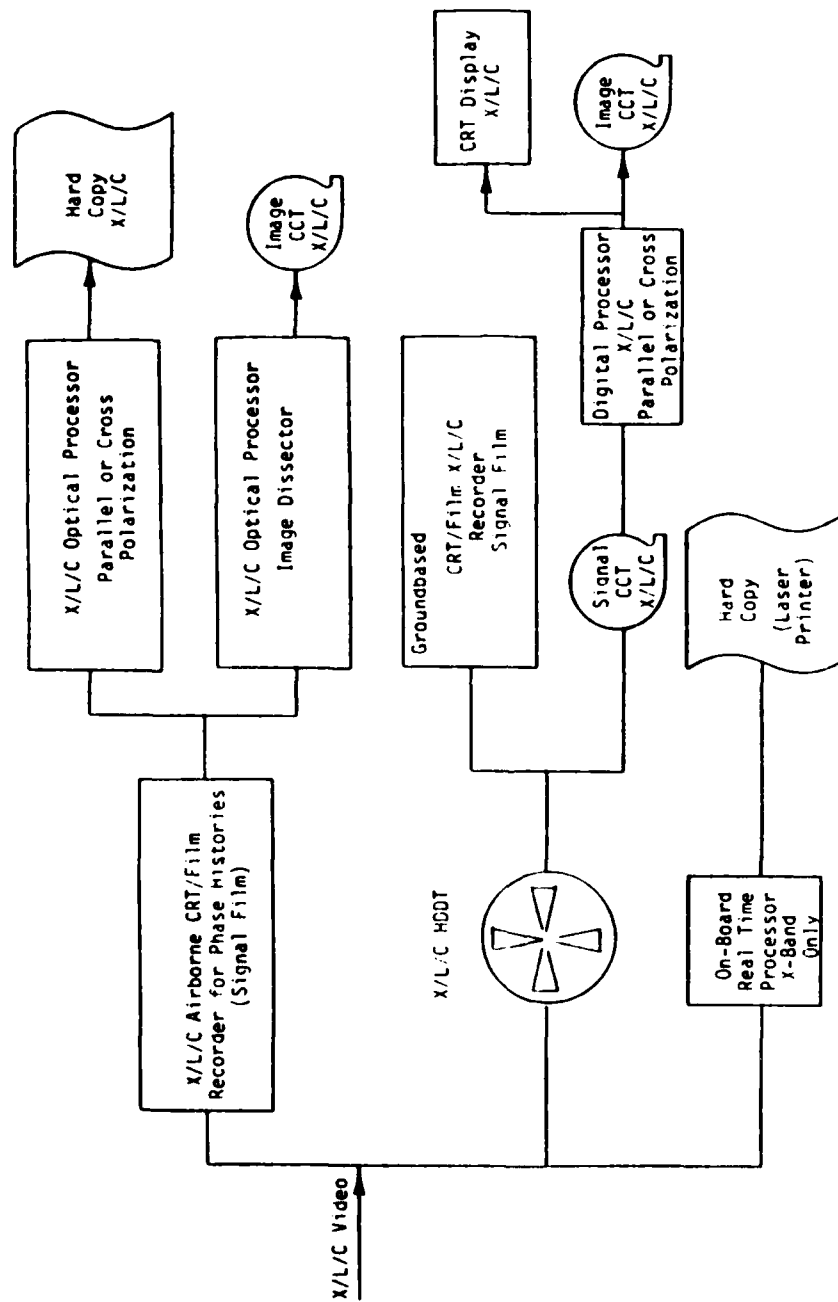 X/L/C Video
X/L/C Airborne CRT/Film
Recorder for Phase Histories
(Signal Film)
X/L/C Optical Processor
Parallel or Cross
Polarization
Hard
Copy
X/L/C
X/L/C Optical Processor
Image Dissector
Image
CCT
X/L/C
X/L/C HDDT
Groundbased
CRT/Film X/L/C
Recorder
Signal Film
Signal
CCT
X/L/C
Digital Processor
X/L/C
Parallel or Cross
Polarization
CRT Display
X/L/C
Image
CCT
X/L/C
On-Board
Real Time
Processor
X-Band
Only
Hard
Copy
(Laser
Printer)